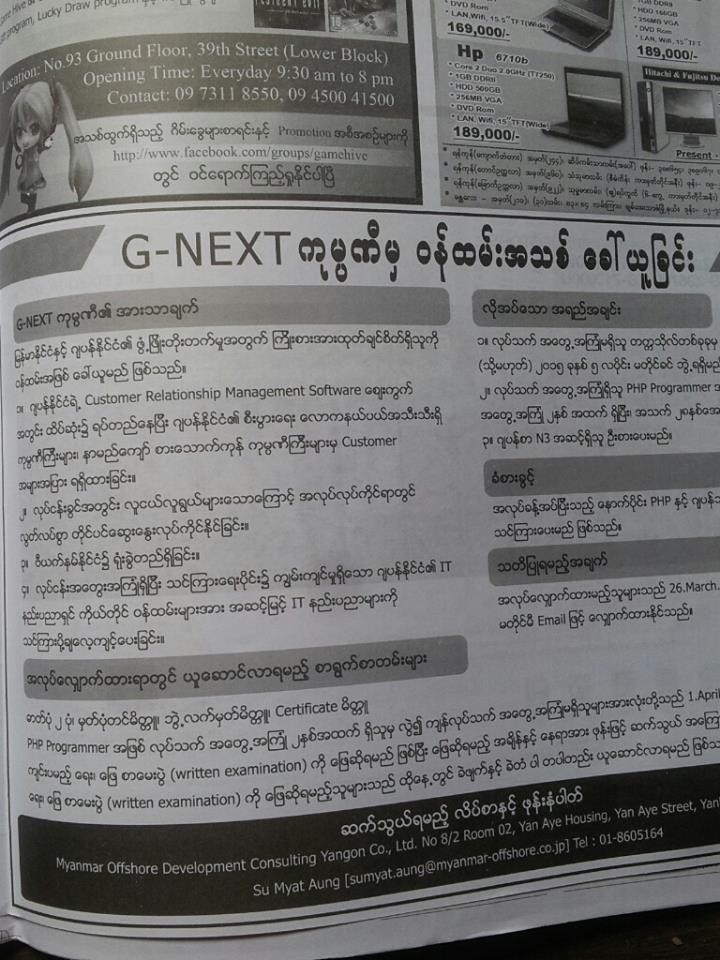 program, Lucky Draw
Location: No.93 Ground Floor, 39th Street (Lower Block)
Opening Time: Everyday 9:30 am to 8 pm
Contact: 09 7311 8550, 09 4500 41500
အသစ်ထွက်ရှိသည့် ဂိမ်းခွေများစာရင်းနှင့် Promotion အစီအစဉ်များကို
http://www.facebook.com/groups/gamehive
တွင် ဝင်ရောက်ကြည့်ရှုနိုင်ပါပြီ
RESIDENT EVIL
* DVD Rom
* LAN,Wifi, 15"TFT(Wide)
169,000/-
Hp 6710b
* Core 2 Duo 2.0GHz (T7250)
* 1GB DDRII
* HDD 500GB
* 256MB VGA
* DVD Rom
* LAN, Wifi, 15"TFT(Wide)
189,000/-
* 1GB DDRII
* HDD 160GB
* 256MB VGA
* DVD Rom
* LAN, Wifi, 15"
189,000/-
Hitachi & Fujitsu
Present
G-NEXT ကုမ္ပဏီမှ ဝန်ထမ်းအသစ် ခေါ်ယူခြင်း
G-NEXT ကုမ္ပဏီ၏ အားသာချက်
မြန်မာနိုင်ငံနှင့် ဂျပန်နိုင်ငံ၏ ဖွံ့ဖြိုးတိုးတက်မှုအတွက် ကြိုးစားအားထုတ်ချင်စိတ်ရှိသူကို
ဝန်ထမ်းအဖြစ် ခေါ်ယူမည် ဖြစ်သည်။
၁။ ဂျပန်နိုင်ငံရဲ့ Customer Relationship Management Software ဈေးကွက်
အတွင်း ထိပ်ဆုံး၌ ရပ်တည်နေပြီး ဂျပန်နိုင်ငံ၏ စီးပွားရေး လောကနယ်ပယ်အသီးသီးရှိ
ကုမ္ပဏီကြီးများ၊ နာမည်ကျော် စားသောက်ကုန် ကုမ္ပဏီကြီးများမှ Customer
အများအပြား ရရှိထားခြင်း။
၂။ လုပ်ငန်းခွင်အတွင်း လူငယ်လူရွယ်များသောကြောင့် အလုပ်လုပ်ကိုင်ရာတွင်
လွတ်လပ်စွာ တိုင်ပင်ဆွေးနွေးလုပ်ကိုင်နိုင်ခြင်း။
၃။ ဗီယက်နမ်နိုင်ငံ၌ ရုံးခွဲတည်ရှိခြင်း။
၄။ လုပ်ငန်းအတွေ့အကြုံရှိပြီး သင်ကြားရေးပိုင်း၌ ကျွမ်းကျင်မှုရှိသော ဂျပန်နိုင်ငံ၏ IT
နည်းပညာရှင် ကိုယ်တိုင် ဝန်ထမ်းများအား အဆင့်မြင့် IT နည်းပညာများကို
သင်ကြားပို့ချလေ့ကျင့်ပေးခြင်း။
လိုအပ်သော အရည်အချင်း
၁။ လုပ်သက် အတွေ့အကြုံမရှိသူ တက္ကသိုလ်တစ်ခုခုမှ
(သို့မဟုတ်) ၂၀၁၅ ခုနှစ် ၅ လပိုင်း မတိုင်ခင် ဘွဲ့ရရှိမည့်
၂။ လုပ်သက် အတွေ့အကြုံရှိသူ PHP Programmer
အတွေ့အကြုံ ၂နှစ် အထက် ရှိပြီး၊ အသက် ၂၈နှစ်အောက်
၃။ ဂျပန်စာ N3 အဆင့်ရှိသူ ဦးစားပေးမည်။
ခံစားခွင့်
အလုပ်ခန့်အပ်ပြီးသည့် နောက်ပိုင်း PHP နှင့်
သင်ကြားပေးမည် ဖြစ်သည်။
သတိပြုရမည့်အချက်
အလုပ်လျှောက်ထားမည့်သူများသည် 26.March.
မတိုင်မီ Email ဖြင့် လျှောက်ထားနိုင်သည်။
အလုပ်လျှောက်ထားရာတွင် ယူဆောင်လာရမည့် စာရွက်စာတမ်းများ
ဓာတ်ပုံ ၂ ပုံ၊ မှတ်ပုံတင်မိတ္တူ၊ ဘွဲ့လက်မှတ်မိတ္တူ၊ Certificate မိတ္တူ
PHP Programmer အဖြစ် လုပ်သက် အတွေ့အကြုံ ၂နှစ်အထက် ရှိသူမှ လွဲ၍ ကျန်လုပ်သက် အတွေ့အကြုံမရှိသူများအားလုံးတို့သည် 1.April
ကျင်းပမည့် ရေး၊ ဖြေ စာမေးပွဲ (written examination) ကို ဖြေဆိုရမည် ဖြစ်ပြီး ဖြေဆိုရမည့် အချိန်နှင့် နေရာအား ဖုန်းဖြင့် ဆက်သွယ်
ရေး၊ ဖြေ စာမေးပွဲ (written examination) ကို ဖြေဆိုရမည့်သူများသည် ထိုနေ့တွင် ခဲဖျက်နှင့် ခဲတံ ပါ တပါတည်း ယူဆောင်လာရမည်
ဆက်သွယ်ရမည့် လိပ်စာနှင့် ဖုန်းနံပါတ်
Myanmar Offshore Development Consulting Yangon Co., Ltd. No 8/2 Room 02, Yan Aye Housing, Yan Aye Street,
Su Myat Aung [sumyat.aung@myanmar-offshore.co.jp] Tel : 01-8605164